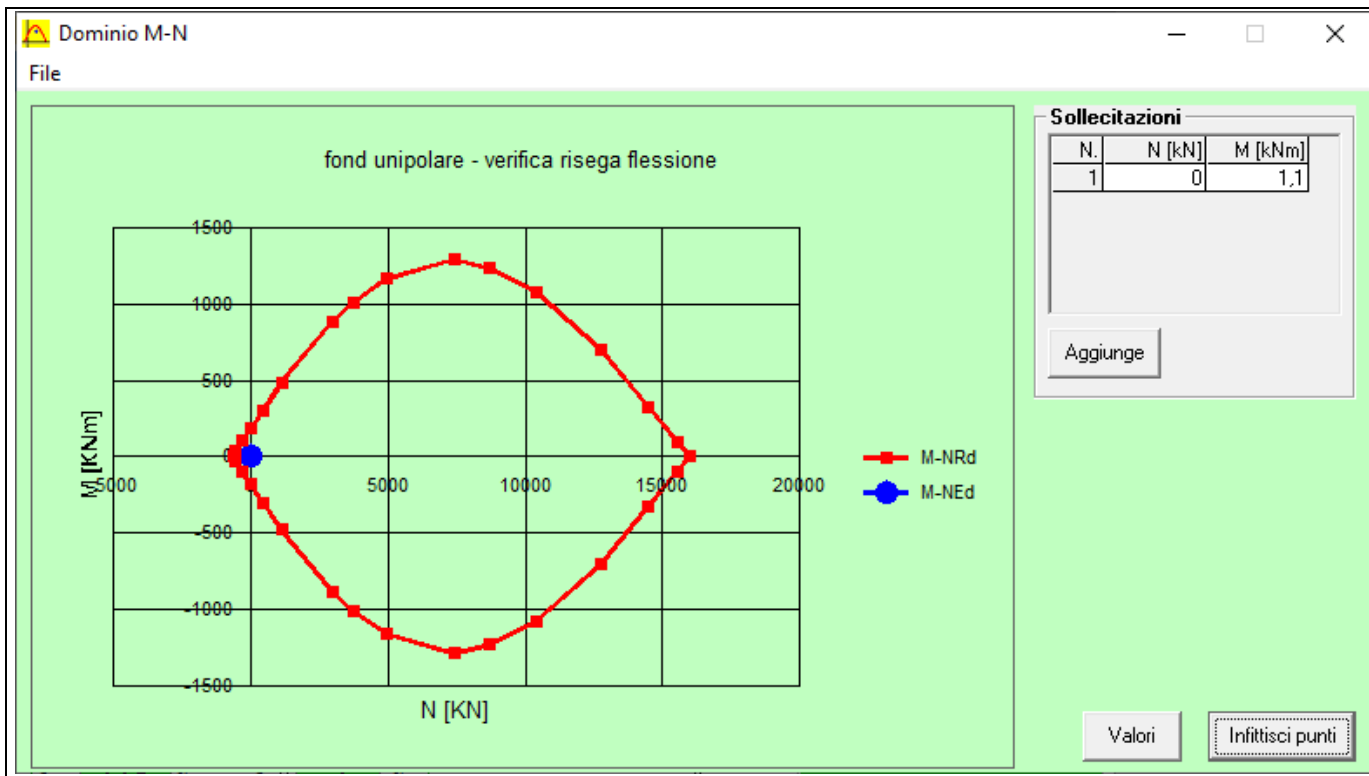 Dominio M-N
File
fond unipolare - verifica risega flessione
1500
1000
500
0
-5000 5000 10000 15000 20000
-500
-1000
-1500
M [KNm]
N [KN]
M-NRd
M-NEd
Sollecitazioni
N. N [kN] M [kNm]
1 0 1,1
Aggiunge
Valori
Infittisci punti